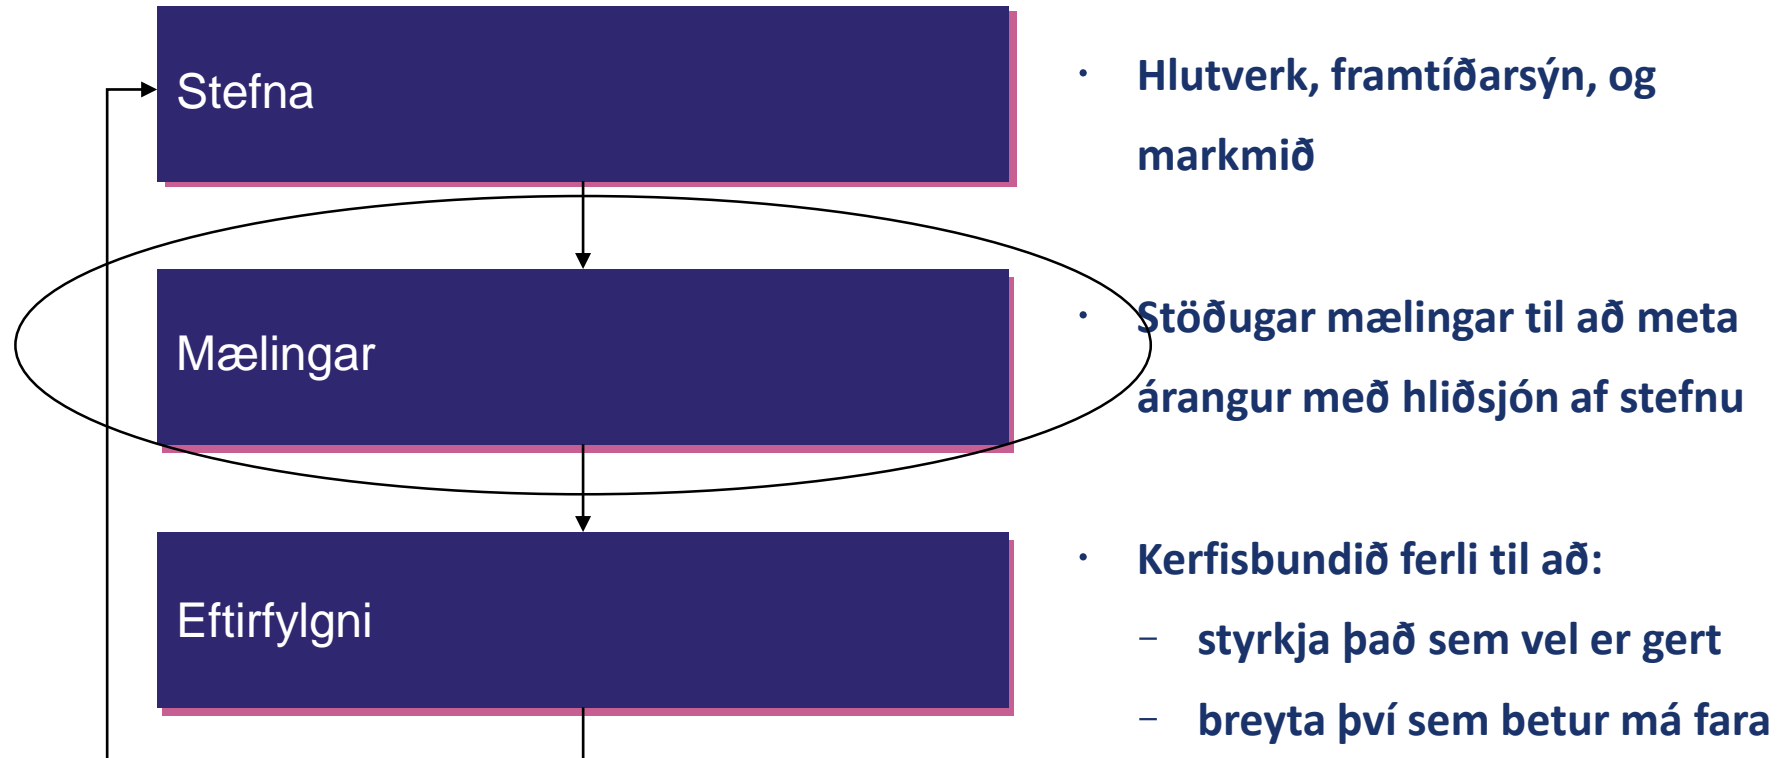 Stefna
· Hlutverk, framtíðarsýn, og
markmið
Mælingar
· Stöðugar mælingar til að meta
árangur með hliðsjón af stefnu
Eftirfylgni
· Kerfisbundið ferli til að:
– styrkja það sem vel er gert
– breyta því sem betur má fara